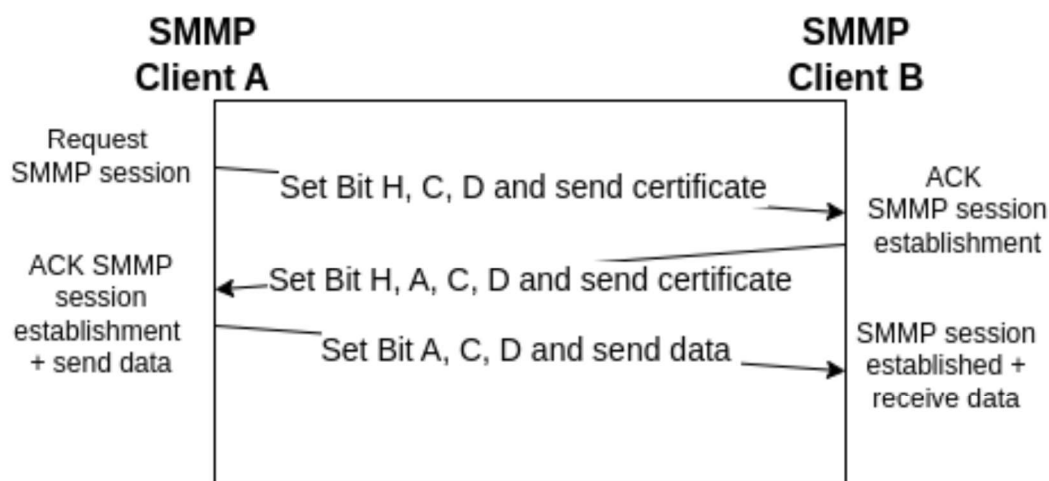 SMMP
Client A
SMMP
Client B
Request
SMMP session
Set Bit H, C, D and send certificate
ACK
SMMP session
establishment
Set Bit H, A, C, D and send certificate
ACK SMMP
session
establishment
+ send data
Set Bit A, C, D and send data
SMMP session
established +
receive data